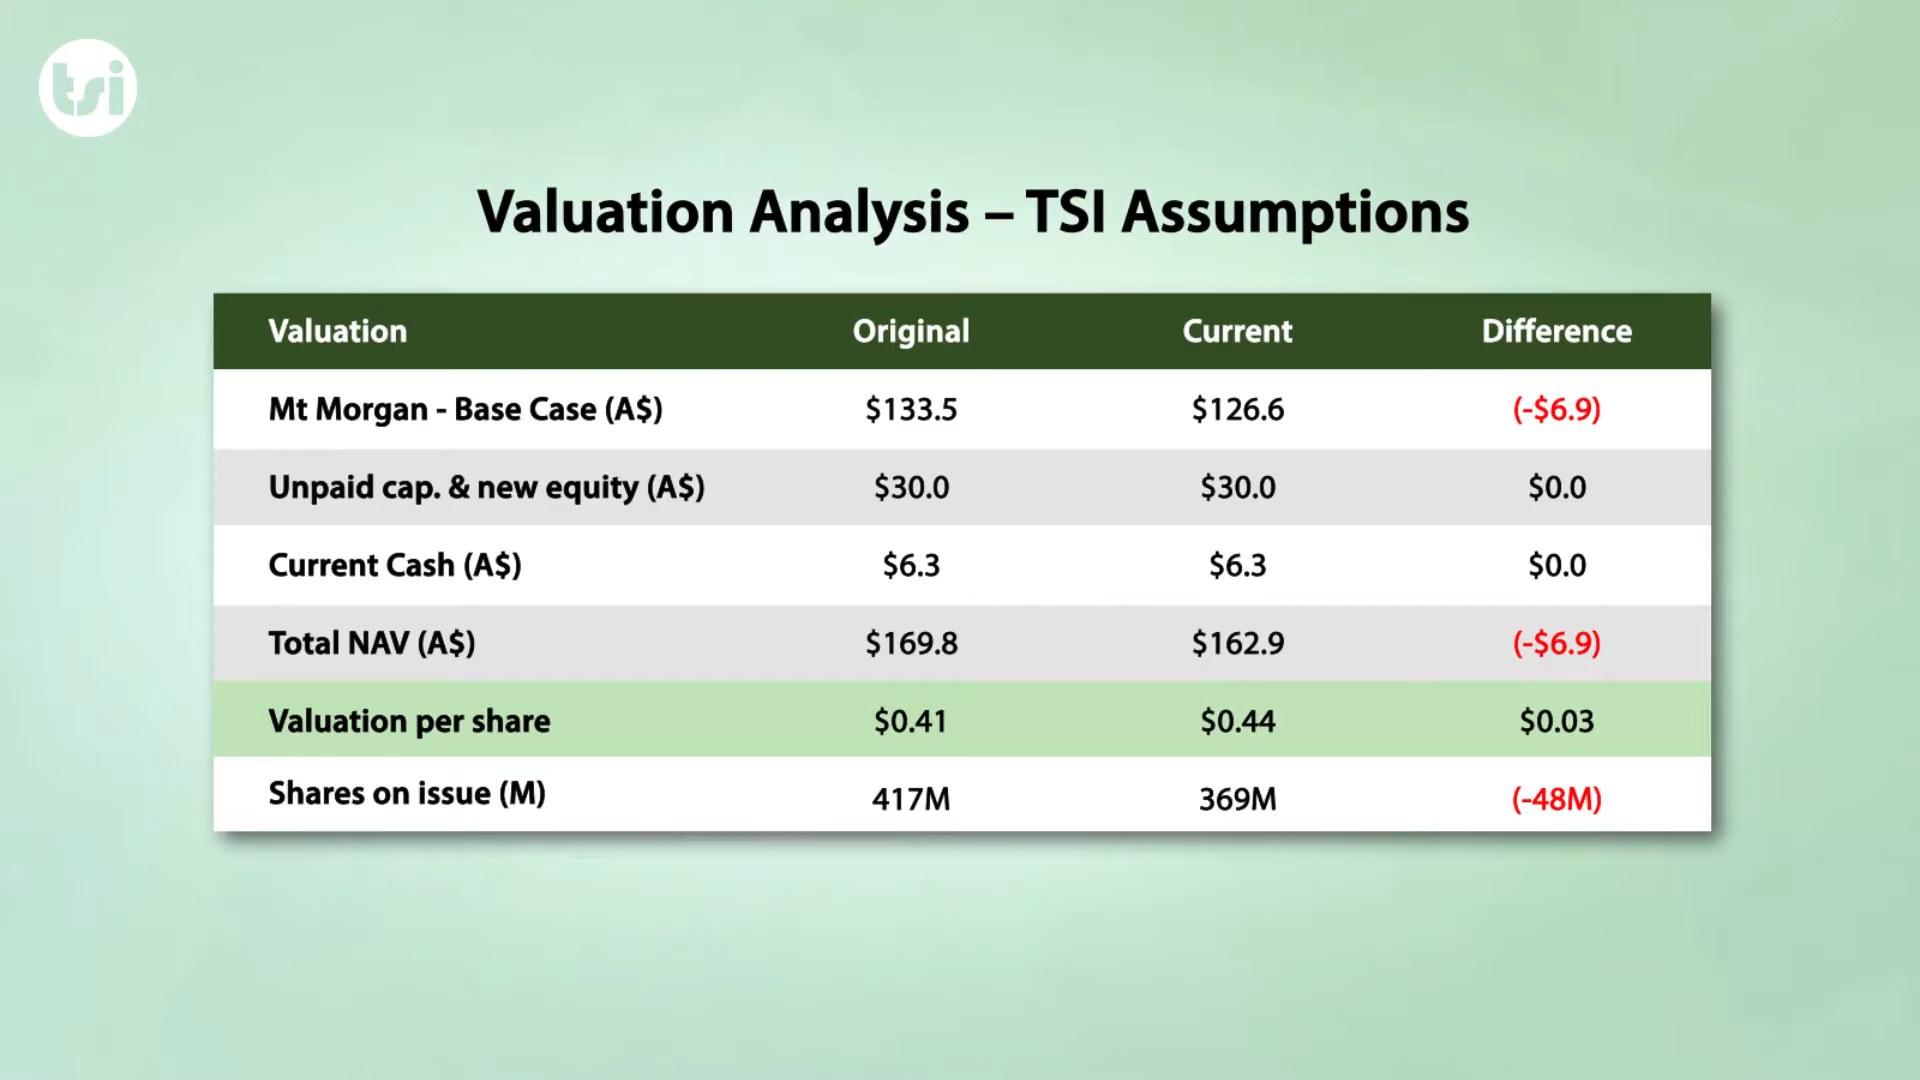 tsi
Valuation Analysis – TSI Assumptions
Valuation Original Current Difference
Mt Morgan - Base Case (A$) $133.5 $126.6 (-$6.9)
Unpaid cap. & new equity (A$) $30.0 $30.0 $0.0
Current Cash (A$) $6.3 $6.3 $0.0
Total NAV (A$) $169.8 $162.9 (-$6.9)
Valuation per share $0.41 $0.44 $0.03
Shares on issue (M) 417M 369M (-48M)